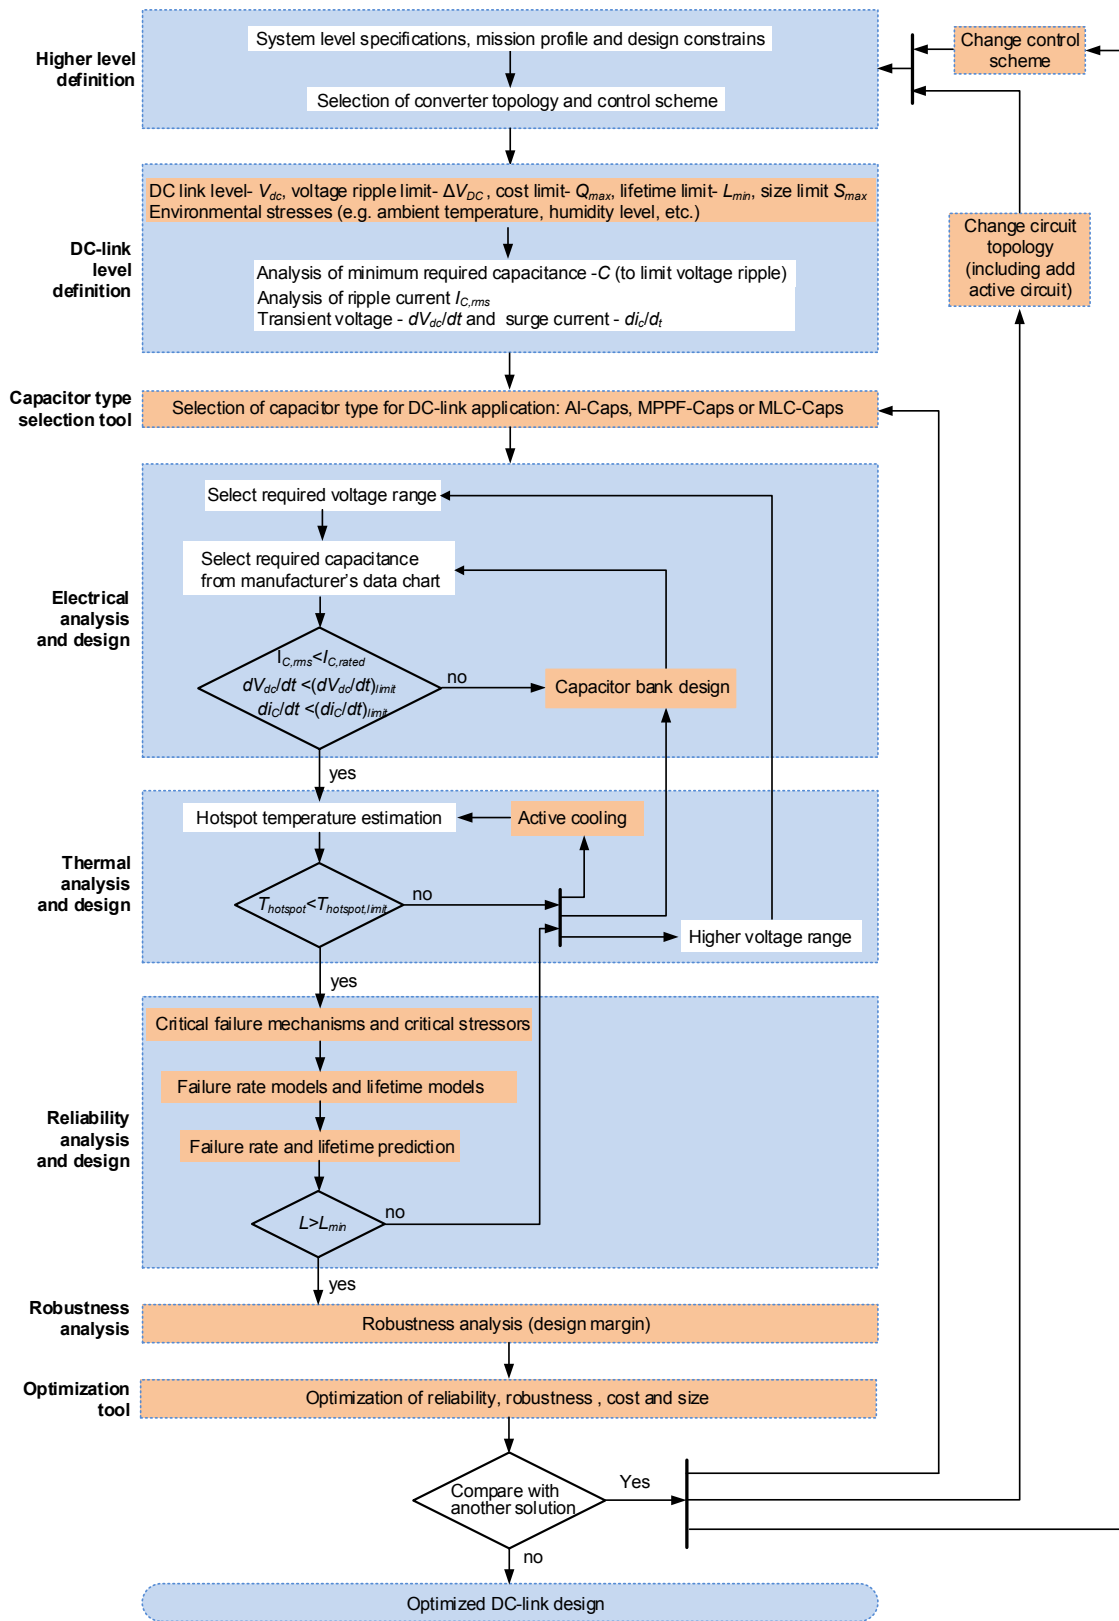 Higher level
definition
System level specifications, mission profile and design constrains
Selection of converter topology and control scheme
Change control
scheme
DC-link
level
definition
DC link level- Vdc, voltage ripple limit- ΔVDC , cost limit- Qmax, lifetime limit- Lmin, size limit Smax
Environmental stresses (e.g. ambient temperature, humidity level, etc.)
Analysis of minimum required capacitance -C (to limit voltage ripple)
Analysis of ripple current IC,rms
Transient voltage - dVdc/dt and surge current - dic/dt
Change circuit
topology
(including add
active circuit)
Capacitor type
selection tool
Selection of capacitor type for DC-link application: Al-Caps, MPPF-Caps or MLC-Caps
Electrical
analysis
and design
Select required voltage range
Select required capacitance
from manufacturer's data chart
IC,rms<IC,rated
dVdc/dt <(dVdc/dt)limit
diC/dt <(diC/dt)limit
no
Capacitor bank design
yes
Thermal
analysis
and design
Hotspot temperature estimation
Active cooling
Thotspot<Thotspot,limit
no
Higher voltage range
yes
Reliability
analysis
and design
Critical failure mechanisms and critical stressors
Failure rate models and lifetime models
Failure rate and lifetime prediction
L>Lmin
no
yes
Robustness
analysis
Robustness analysis (design margin)
Optimization
tool
Optimization of reliability, robustness , cost and size
Compare with
another solution
Yes
no
Optimized DC-link design